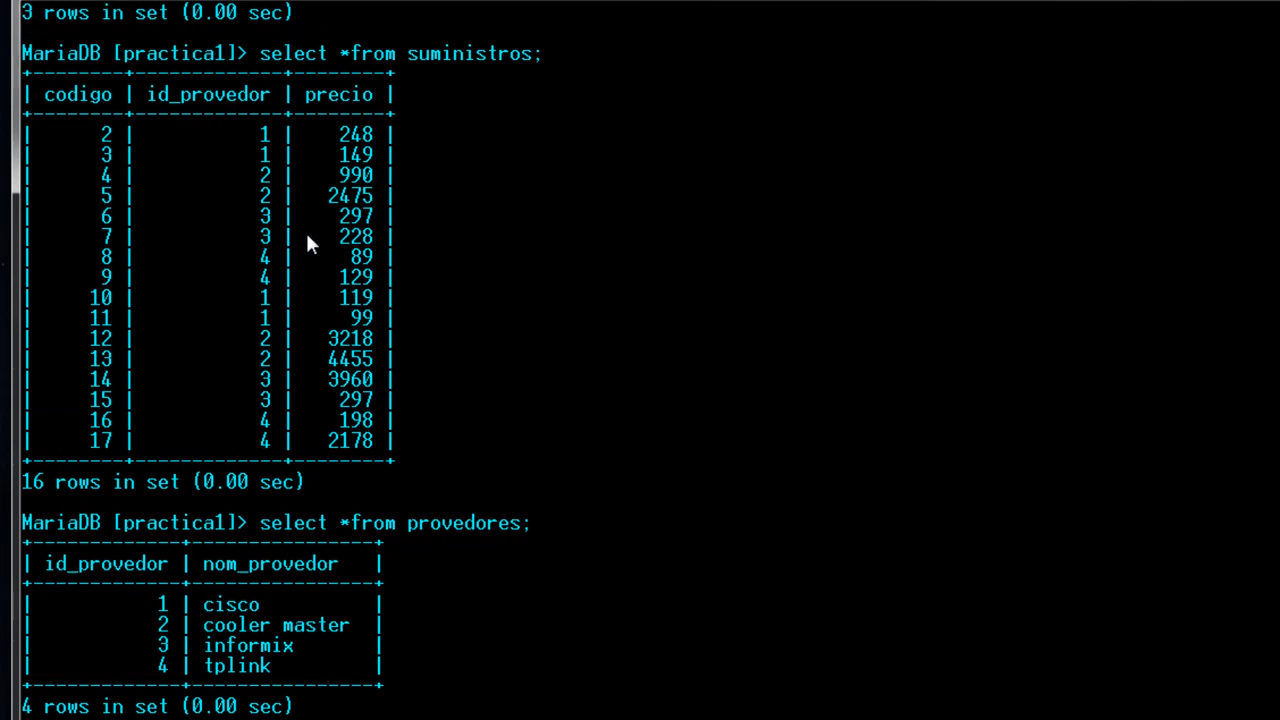 3 rows in set (0.00 sec)
MariaDB [practica1]> select *from suministros;
+--------+-------------+--------+
| codigo | id_provedor | precio |
+--------+-------------+--------+
|      2 |           1 |    248 |
|      3 |           1 |    149 |
|      4 |           2 |    990 |
|      5 |           2 |   2475 |
|      6 |           3 |    297 |
|      7 |           3 |    228 |
|      8 |           4 |     89 |
|      9 |           4 |    129 |
|     10 |           1 |    119 |
|     11 |           1 |     99 |
|     12 |           2 |   3218 |
|     13 |           2 |   4455 |
|     14 |           3 |   3960 |
|     15 |           3 |    297 |
|     16 |           4 |    198 |
|     17 |           4 |   2178 |
+--------+-------------+--------+
16 rows in set (0.00 sec)
MariaDB [practica1]> select *from provedores;
+-------------+----------------+
| id_provedor | nom_provedor   |
+-------------+----------------+
|           1 | cisco          |
|           2 | cooler master  |
|           3 | informix       |
|           4 | tplink         |
+-------------+----------------+
4 rows in set (0.00 sec)